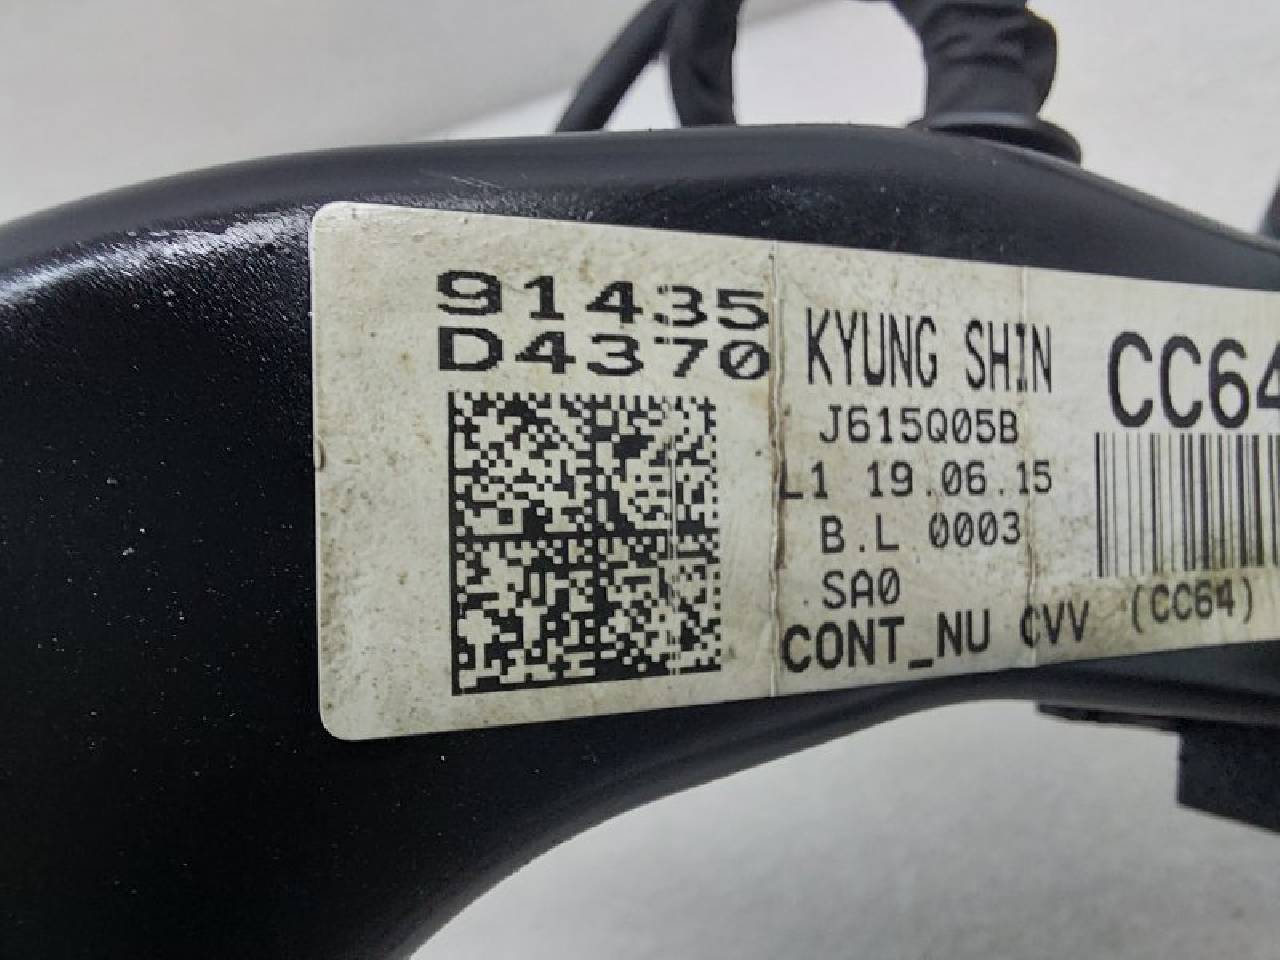 91435
D4370
KYUNG SHIN
J615Q05B
L1 19.06.15
B.L 0003
SA0
CONT_NU CVV (CC64)
CC64